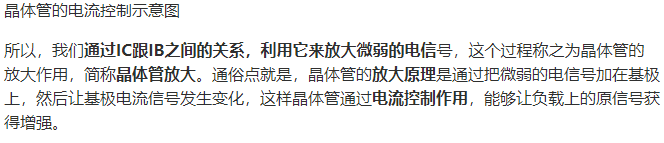 晶体管的电流控制示意图
所以，我们通过IC跟IB之间的关系，利用它来放大微弱的电信号，这个过程称之为晶体管的
放大作用，简称晶体管放大。通俗点就是，晶体管的放大原理是通过把微弱的电信号加在基极
上，然后让基极电流信号发生变化，这样晶体管通过电流控制作用，能够让负载上的原信号获
得增强。